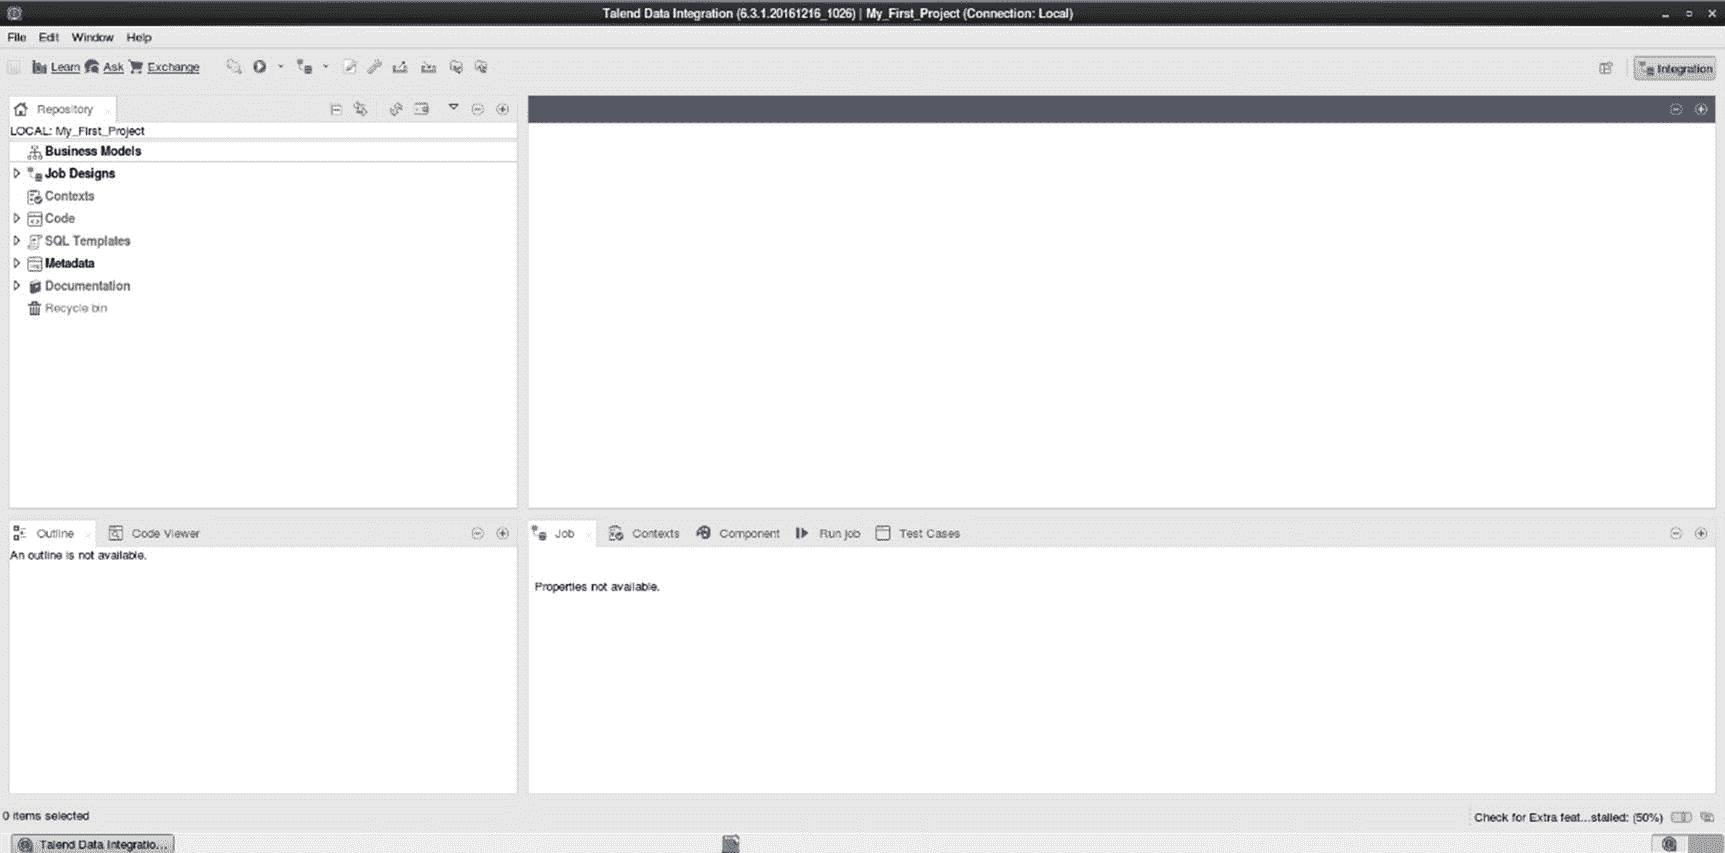 Talend Data Integration (6.3.1.20161216_1026) | My_First_Project (Connection: Local)
File Edit Window Help
Learn Ask Exchange
Integration
Repository
LOCAL: My_First_Project
Business Models
Job Designs
Contexts
Code
SQL Templates
Metadata
Documentation
Recycle bin
Outline Code Viewer
An outline is not available.
Job Contexts Component Run job Test Cases
Properties not available.
0 items selected
Check for Extra feat...stalled: (50%)
Talend Data Integratio...